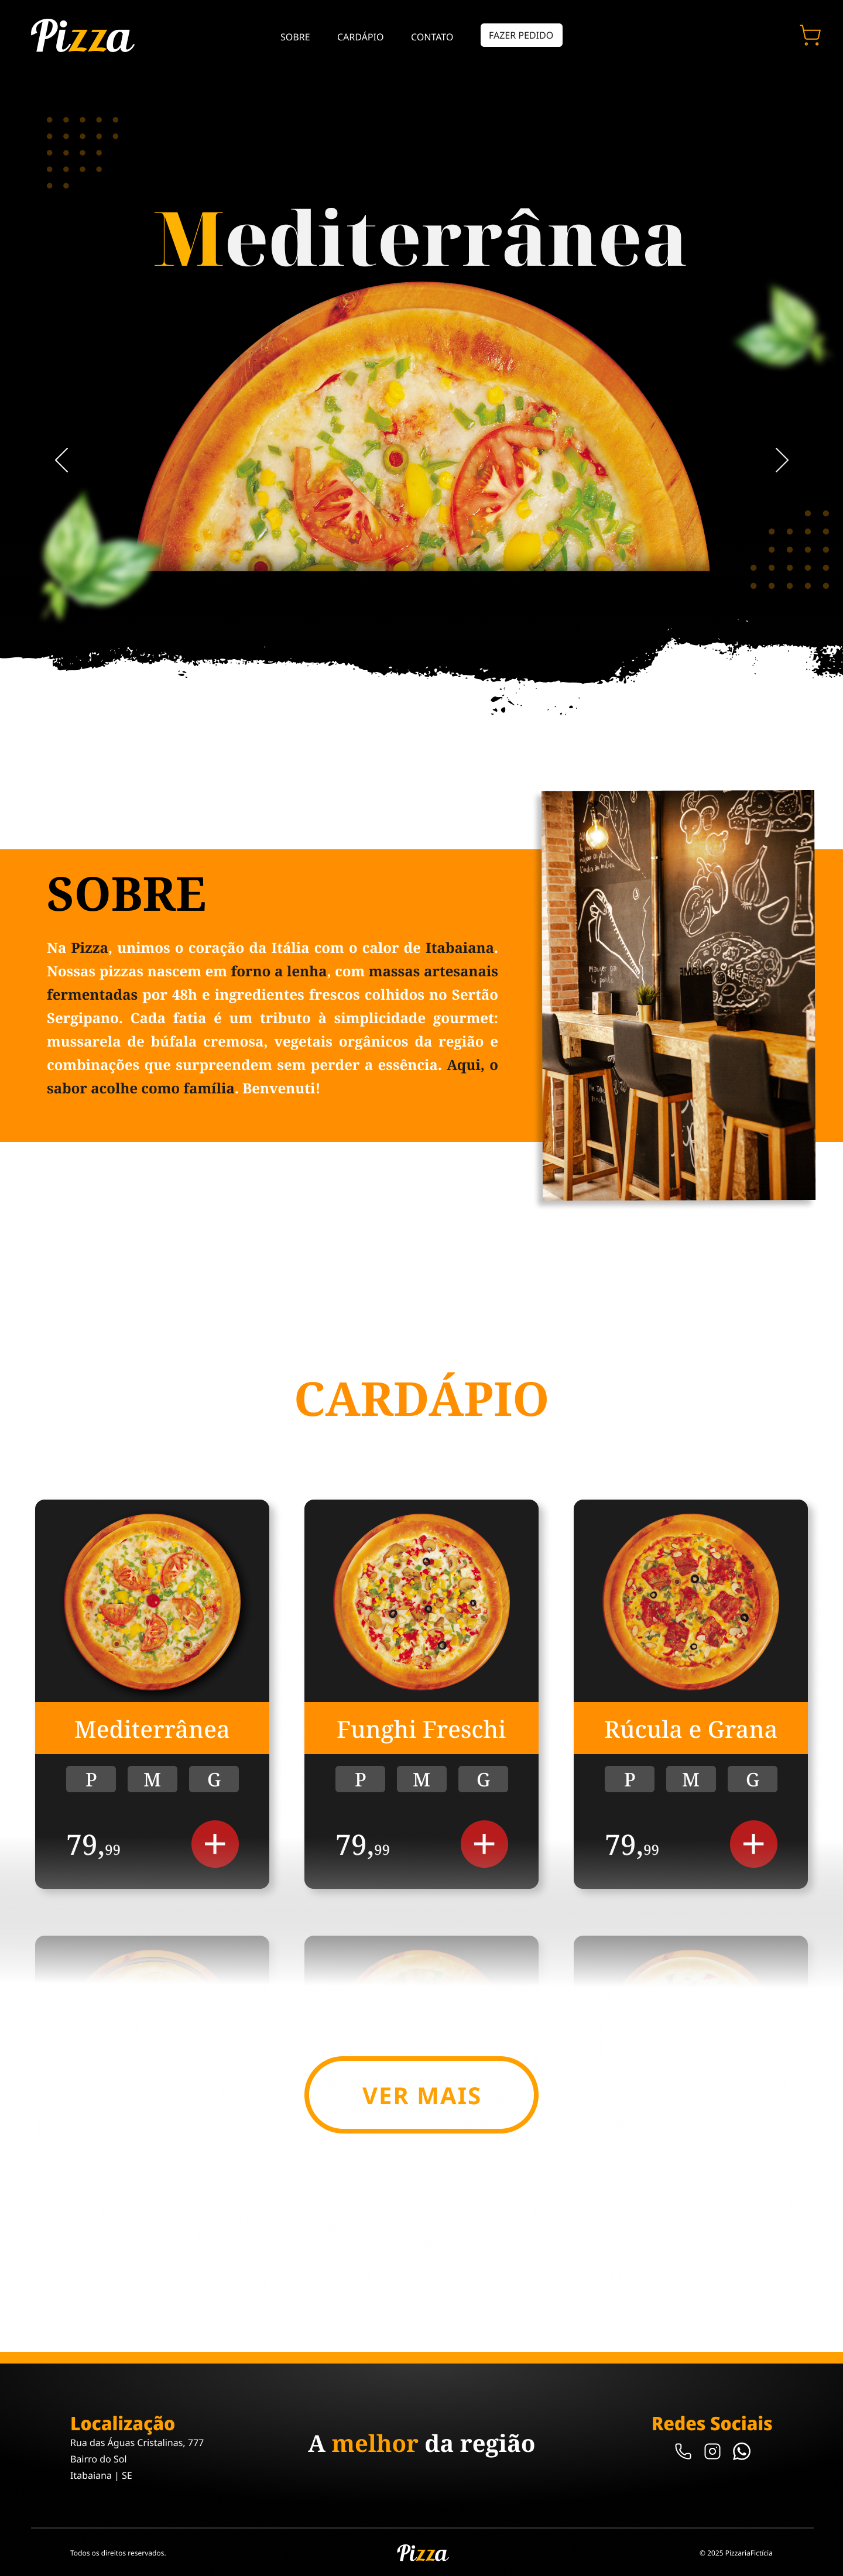 Pizza
SOBRE
CARDÁPIO
CONTATO
FAZER PEDIDO
Mediterrânea
SOBRE
Na Pizza, unimos o coração da Itália com o calor de Itabaiana.
Nossas pizzas nascem em forno a lenha, com massas artesanais
fermentadas por 48h e ingredientes frescos colhidos no Sertão
Sergipano. Cada fatia é um tributo à simplicidade gourmet:
mussarela de búfala cremosa, vegetais orgânicos da região e
combinações que surpreendem sem perder a essência. Aqui, o
sabor acolhe como família. Benvenuti!
CARDÁPIO
Mediterrânea
P M G
79,99
+
Funghi Freschi
P M G
79,99
+
Rúcula e Grana
P M G
79,99
+
VER MAIS
Localização
Rua das Águas Cristalinas, 777
Bairro do Sol
Itabaiana | SE
A melhor da região
Redes Sociais
Todos os direitos reservados.
Pizza
© 2025 PizzariaFictícia